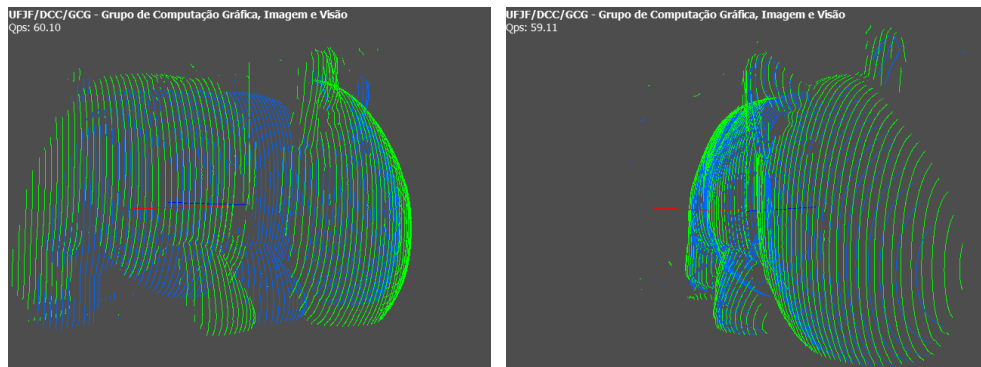 UFJF/DCC/GCG - Grupo de Computação Gráfica, Imagem e Visão
Qps: 60.10
UFJF/DCC/GCG - Grupo de Computação Gráfica, Imagem e Visão
Qps: 59.11